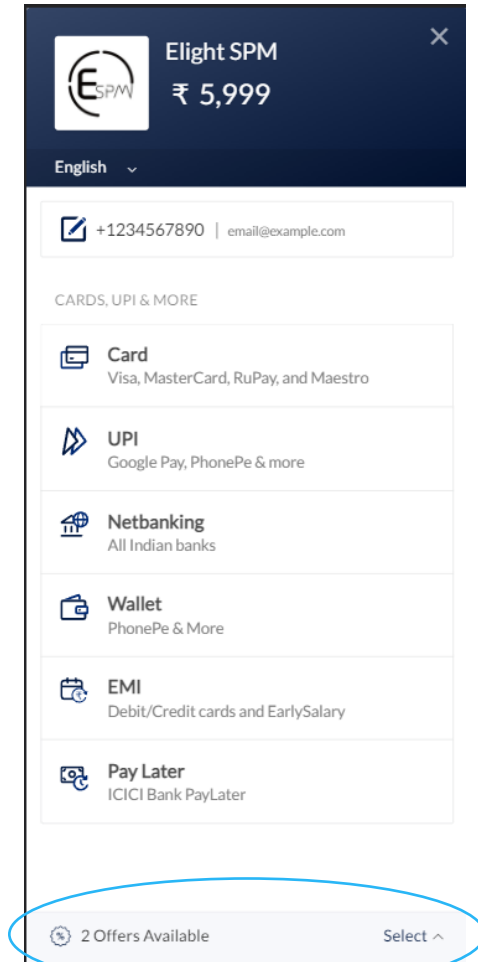 Elight SPM
ESPM
₹ 5,999
English
+1234567890 | email@example.com
CARDS, UPI & MORE
Card
Visa, MasterCard, RuPay, and Maestro
UPI
Google Pay, PhonePe & more
Netbanking
All Indian banks
Wallet
PhonePe & More
EMI
Debit/Credit cards and EarlySalary
Pay Later
ICICI Bank PayLater
2 Offers Available Select